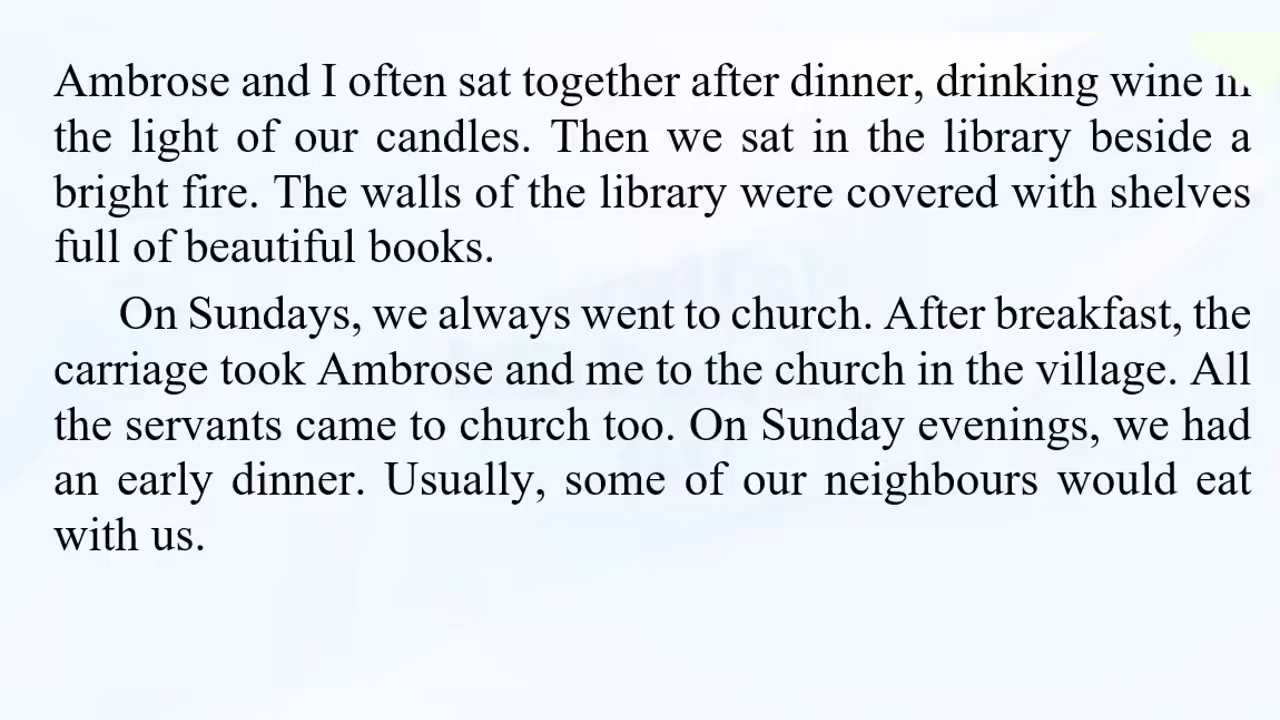 Ambrose and I often sat together after dinner, drinking wine in
the light of our candles. Then we sat in the library beside a
bright fire. The walls of the library were covered with shelves
full of beautiful books.
On Sundays, we always went to church. After breakfast, the
carriage took Ambrose and me to the church in the village. All
the servants came to church too. On Sunday evenings, we had
an early dinner. Usually, some of our neighbours would eat
with us.